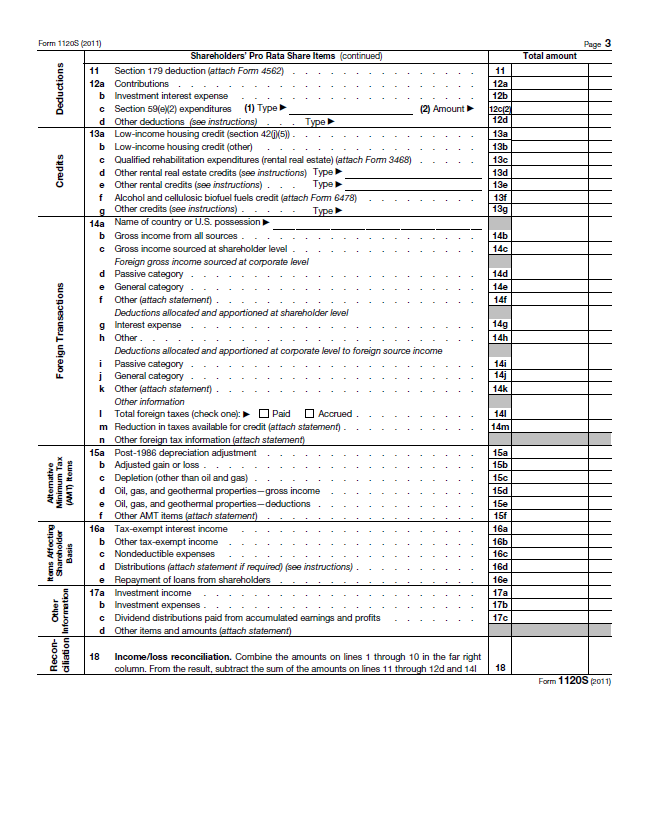 Form 1120S (2011) Page 3
Shareholders' Pro Rata Share Items (continued) Total amount
Deductions
11 Section 179 deduction (attach Form 4562) . . . . . . . . . . . . . . . 11
12a Contributions . . . . . . . . . . . . . . . . . . . . . . . 12a
b Investment interest expense . . . . . . . . . . . . . . . . . . 12b
c Section 59(e)(2) expenditures (1) Type ▶ (2) Amount ▶ 12c(2)
d Other deductions (see instructions) . . . Type ▶ 12d
Credits
13a Low-income housing credit (section 42(j)(5)) . . . . . . . . . . . . . . 13a
b Low-income housing credit (other) . . . . . . . . . . . . . . . . . 13b
c Qualified rehabilitation expenditures (rental real estate) (attach Form 3468) . . . . . 13c
d Other rental real estate credits (see instructions) Type ▶ 13d
e Other rental credits (see instructions) . . . Type ▶ 13e
f Alcohol and cellulosic biofuel fuels credit (attach Form 6478) . . . . . . . . . 13f
g Other credits (see instructions) . . . . . Type ▶ 13g
Foreign Transactions
14a Name of country or U.S. possession ▶
b Gross income from all sources . . . . . . . . . . . . . . . . . . 14b
c Gross income sourced at shareholder level . . . . . . . . . . . . . . 14c
Foreign gross income sourced at corporate level
d Passive category . . . . . . . . . . . . . . . . . . . . . . 14d
e General category . . . . . . . . . . . . . . . . . . . . . . 14e
f Other (attach statement) . . . . . . . . . . . . . . . . . . . . 14f
Deductions allocated and apportioned at shareholder level
g Interest expense . . . . . . . . . . . . . . . . . . . . . . 14g
h Other . . . . . . . . . . . . . . . . . . . . . . . . . . 14h
Deductions allocated and apportioned at corporate level to foreign source income
i Passive category . . . . . . . . . . . . . . . . . . . . . . 14i
j General category . . . . . . . . . . . . . . . . . . . . . . 14j
k Other (attach statement) . . . . . . . . . . . . . . . . . . . . 14k
Other information
l Total foreign taxes (check one): ▶ ☐ Paid ☐ Accrued . . . . . . . . . 14l
m Reduction in taxes available for credit (attach statement) . . . . . . . . . . 14m
n Other foreign tax information (attach statement)
Alternative
Minimum Tax
(AMT) Items
15a Post-1986 depreciation adjustment . . . . . . . . . . . . . . . . 15a
b Adjusted gain or loss . . . . . . . . . . . . . . . . . . . . . 15b
c Depletion (other than oil and gas) . . . . . . . . . . . . . . . . . 15c
d Oil, gas, and geothermal properties—gross income . . . . . . . . . . . . 15d
e Oil, gas, and geothermal properties—deductions . . . . . . . . . . . . . 15e
f Other AMT items (attach statement) . . . . . . . . . . . . . . . . 15f
Items Affecting
Shareholder
Basis
16a Tax-exempt interest income . . . . . . . . . . . . . . . . . . . 16a
b Other tax-exempt income . . . . . . . . . . . . . . . . . . . 16b
c Nondeductible expenses . . . . . . . . . . . . . . . . . . . . 16c
d Distributions (attach statement if required) (see instructions) . . . . . . . . . 16d
e Repayment of loans from shareholders . . . . . . . . . . . . . . . 16e
Other
Information
17a Investment income . . . . . . . . . . . . . . . . . . . . . 17a
b Investment expenses . . . . . . . . . . . . . . . . . . . . . 17b
c Dividend distributions paid from accumulated earnings and profits . . . . . . . 17c
d Other items and amounts (attach statement)
Recon-
ciliation
18 Income/loss reconciliation. Combine the amounts on lines 1 through 10 in the far right
column. From the result, subtract the sum of the amounts on lines 11 through 12d and 14l 18
Form 1120S (2011)